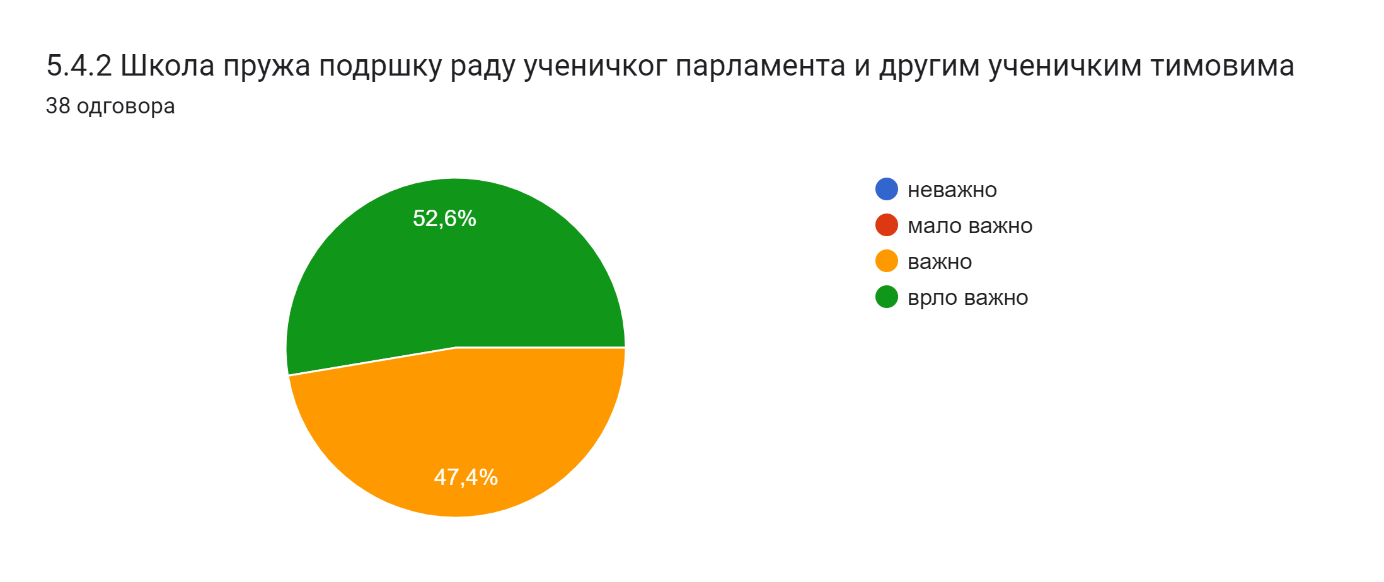 5.4.2 Школа пружа подршку раду ученичког парламента и другим ученичким тимовима
38 одговора
52,6%
47,4%
неважно
мало важно
важно
врло важно